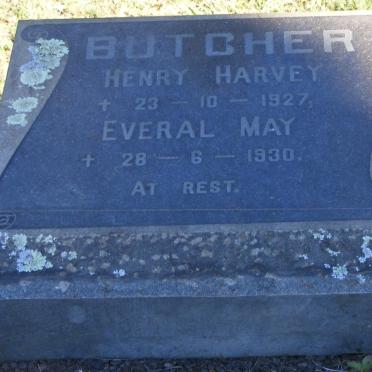 BUTCHER
HENRY HARVEY
+ 23 – 10 – 1927,
EVERAL MAY
+ 28 – 6 – 1930.
AT REST.